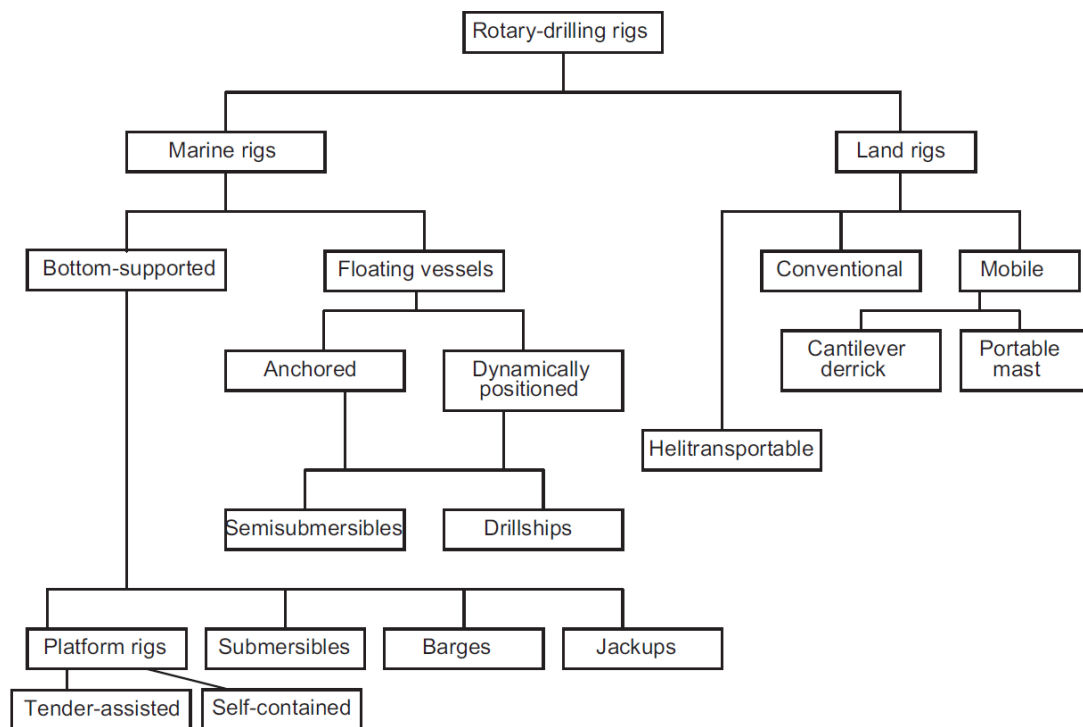 Rotary-drilling rigs
Marine rigs
Land rigs
Bottom-supported
Floating vessels
Conventional
Mobile
Anchored
Dynamically
positioned
Cantilever
derrick
Portable
mast
Helitransportable
Semisubmersibles
Drillships
Platform rigs
Submersibles
Barges
Jackups
Tender-assisted
Self-contained